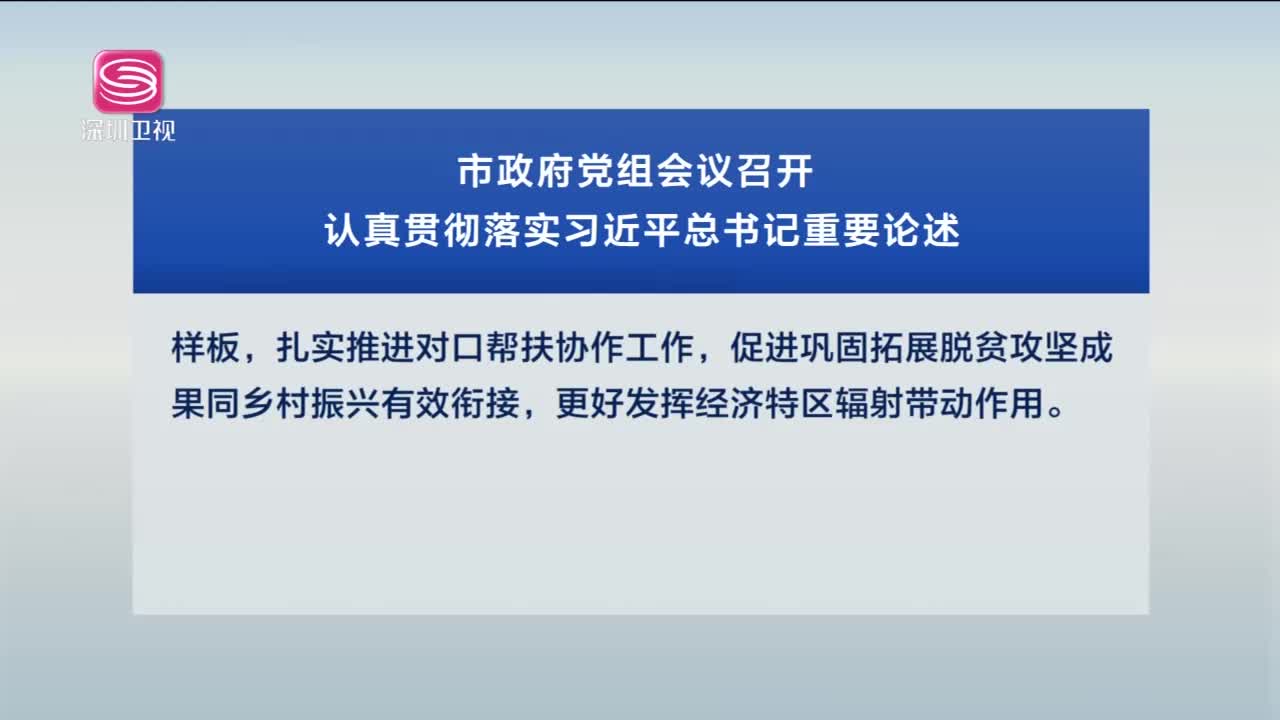 深圳卫视
市政府党组会议召开
认真贯彻落实习近平总书记重要论述
样板，扎实推进对口帮扶协作工作，促进巩固拓展脱贫攻坚成
果同乡村振兴有效衔接，更好发挥经济特区辐射带动作用。